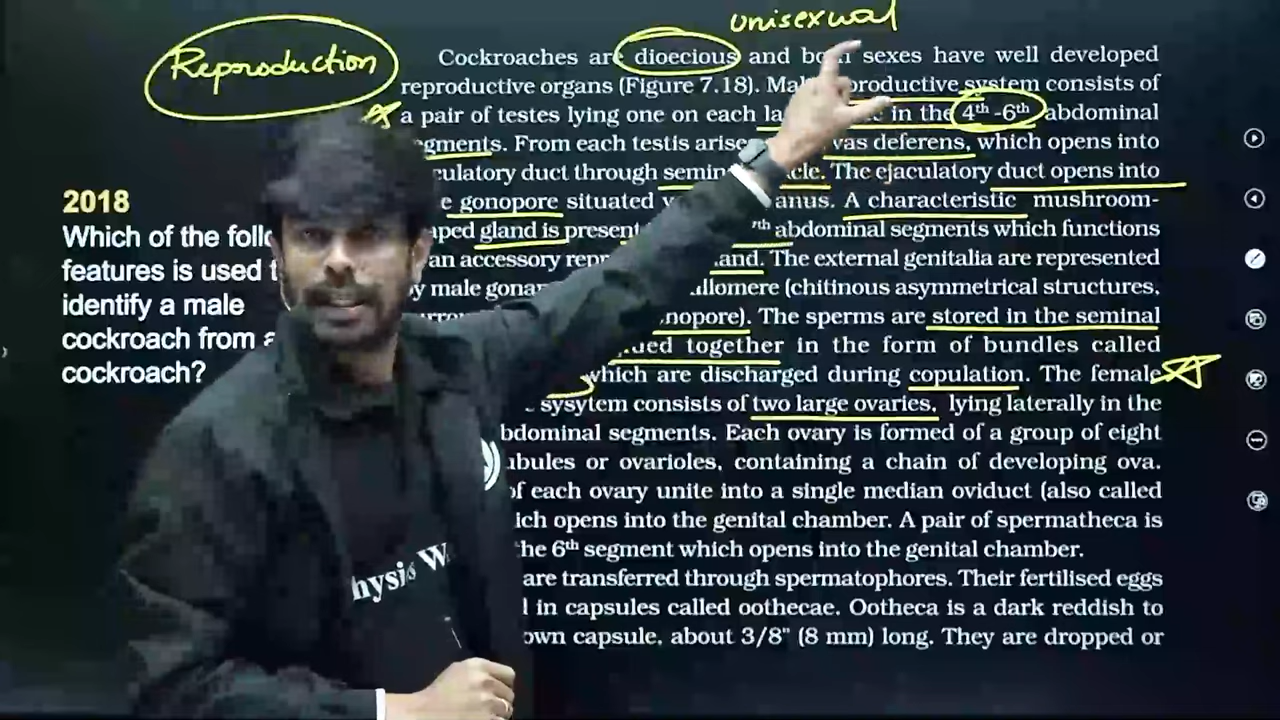 unisexual
Reproduction
Cockroaches are dioecious and both sexes have well developed
reproductive organs (Figure 7.18). Male reproductive system consists of
a pair of testes lying one on each la in the 4th -6th abdominal
gments. From each testis arise vas deferens, which opens into
culatory duct through semin cle. The ejaculatory duct opens into
e gonopore situated v anus. A characteristic mushroom-
aped gland is present 7th abdominal segments which functions
an accessory repr and. The external genitalia are represented
by male gonap allomere (chitinous asymmetrical structures,
urrou nopore). The sperms are stored in the seminal
lued together in the form of bundles called
which are discharged during copulation. The female
sysytem consists of two large ovaries, lying laterally in the
bdominal segments. Each ovary is formed of a group of eight
ubules or ovarioles, containing a chain of developing ova.
of each ovary unite into a single median oviduct (also called
ich opens into the genital chamber. A pair of spermatheca is
he 6th segment which opens into the genital chamber.
are transferred through spermatophores. Their fertilised eggs
d in capsules called oothecae. Ootheca is a dark reddish to
own capsule, about 3/8" (8 mm) long. They are dropped or
2018
Which of the follo
features is used t
identify a male
cockroach from a
cockroach?
hysics W